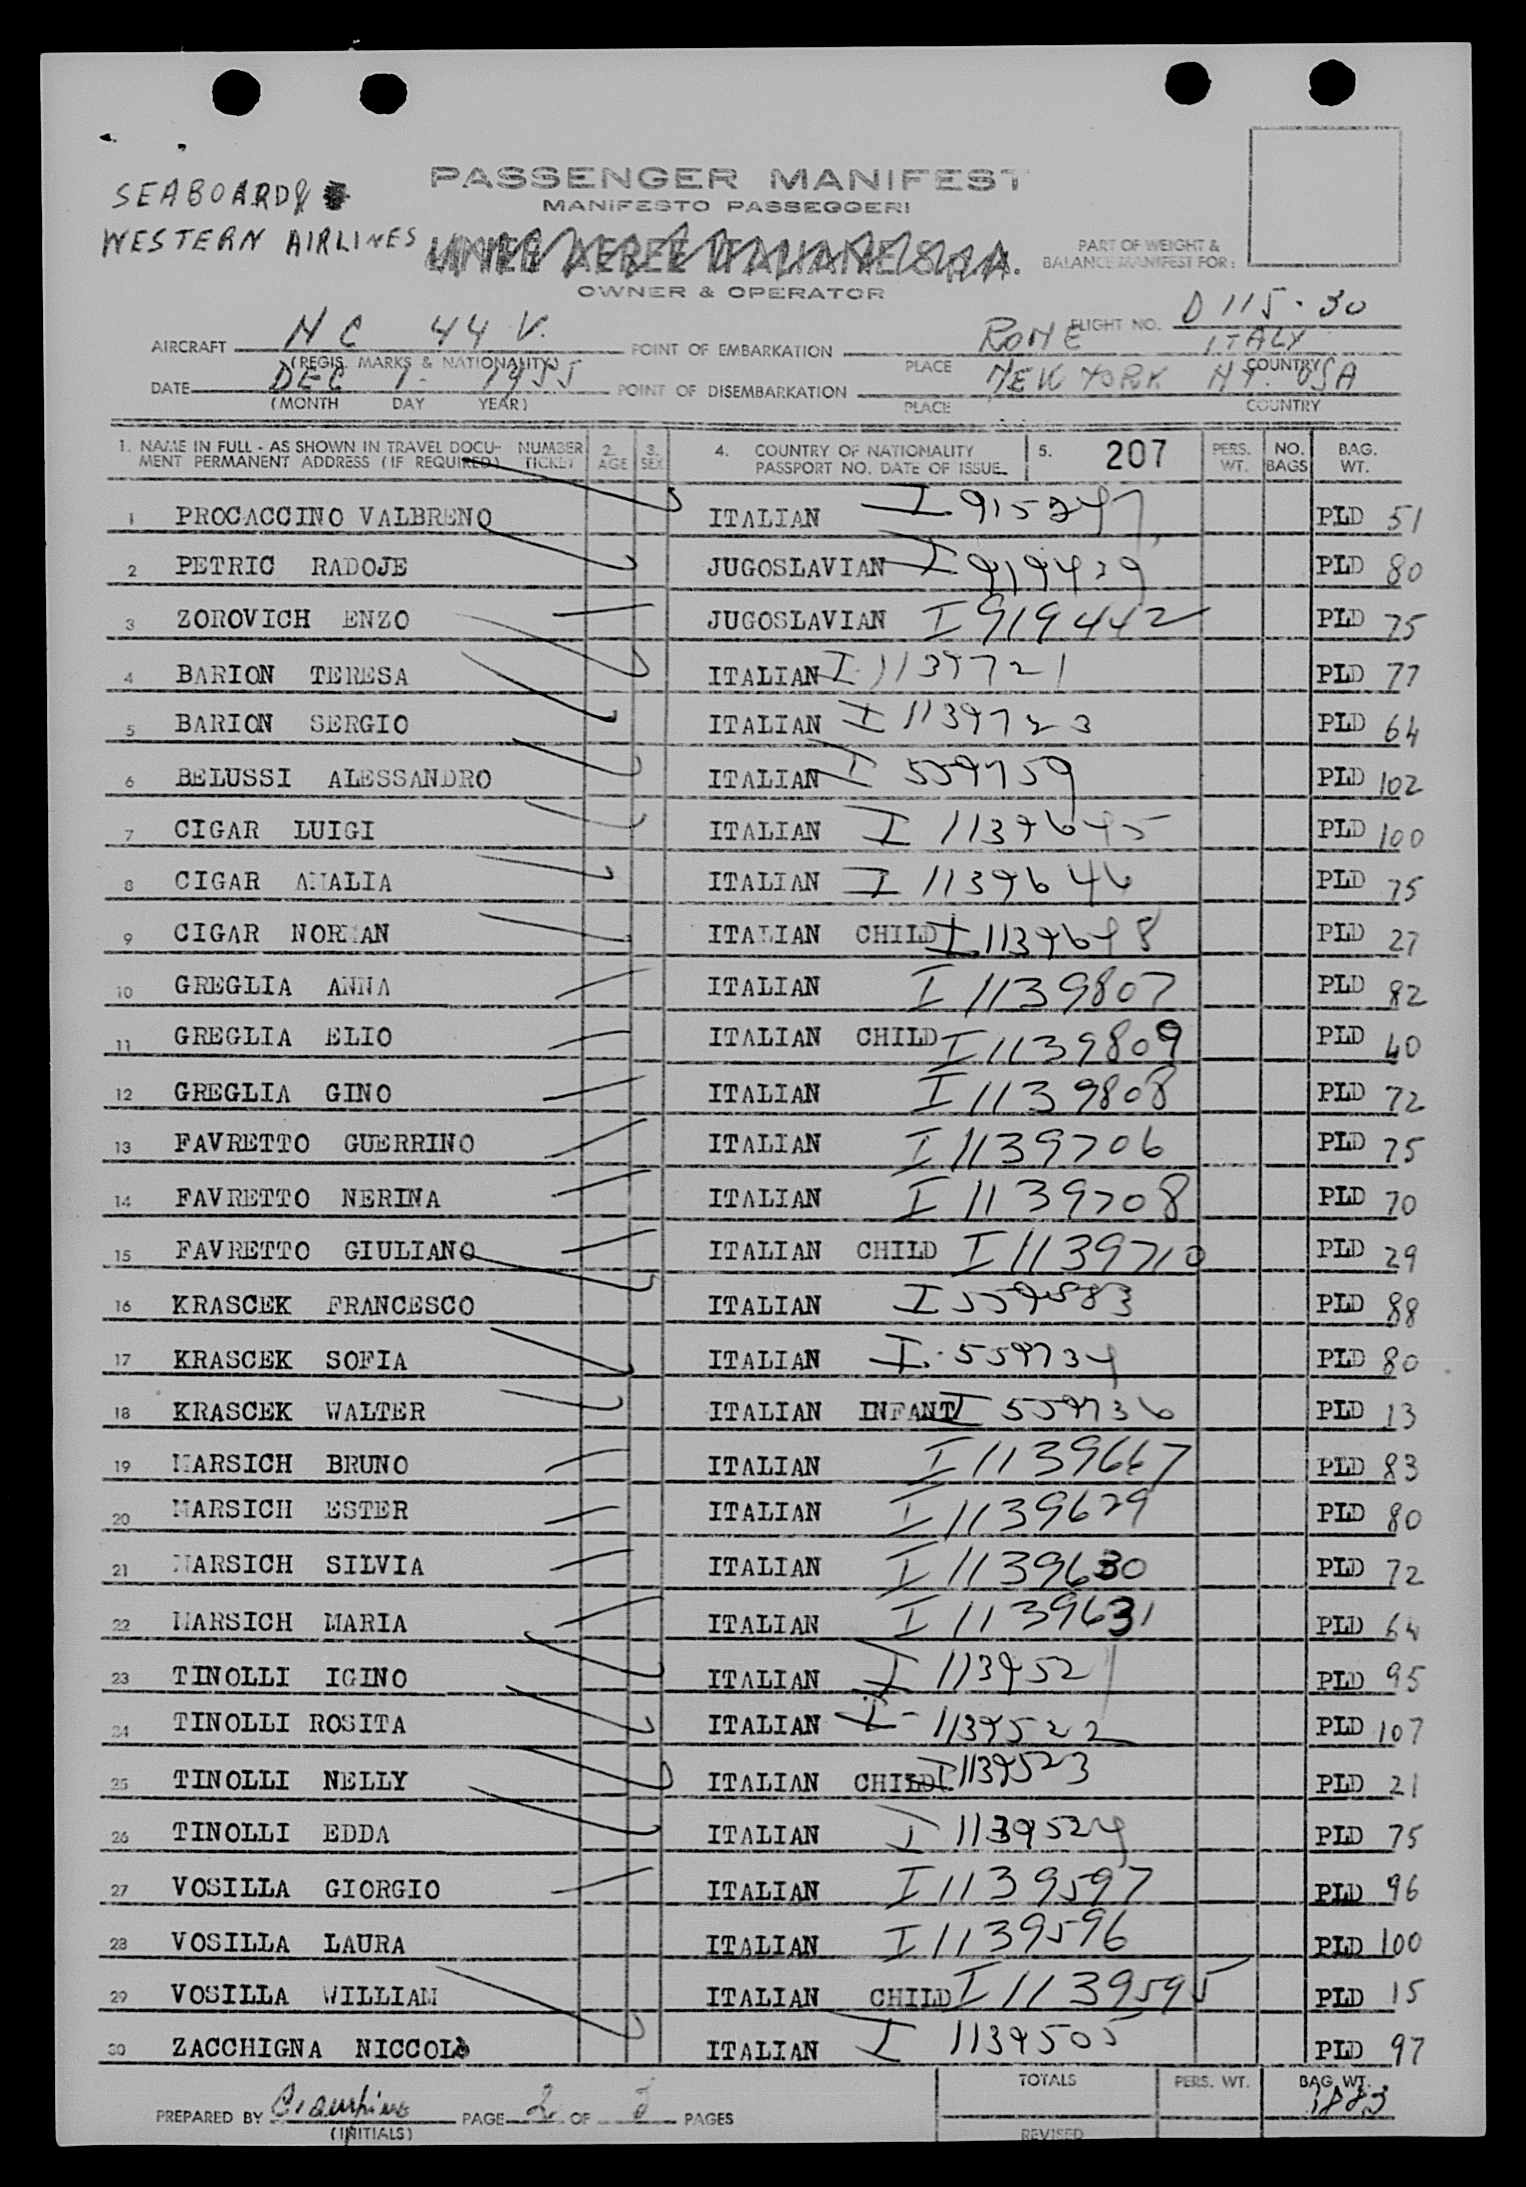 SEABOARD &
WESTERN AIRLINES
PASSENGER MANIFEST
MANIFESTO PASSEGGERI
LINEE AEREE ITALIANE S.p.A.
OWNER & OPERATOR
PART OF WEIGHT &
BALANCE MANIFEST FOR:
FLIGHT NO. D 115-30
AIRCRAFT NC 44 V. POINT OF EMBARKATION ROME ITALY
(REGIS. MARKS & NATIONALITY) PLACE COUNTRY
DATE DEC 1- 1955 POINT OF DISEMBARKATION NEW YORK NY. USA
(MONTH DAY YEAR) PLACE COUNTRY
1. NAME IN FULL - AS SHOWN IN TRAVEL DOCU- NUMBER 2. 3. 4. COUNTRY OF NATIONALITY 5. 207 PERS. NO. BAG.
MENT PERMANENT ADDRESS (IF REQUIRED) TICKET AGE SEX PASSPORT NO. DATE OF ISSUE WT. BAGS WT.
1 PROCACCINO VALBRENO ITALIAN I 915247 PLD 51
2 PETRIC RADOJE JUGOSLAVIAN I 919439 PLD 80
3 ZOROVICH ENZO JUGOSLAVIAN I 919442 PLD 75
4 BARION TERESA ITALIAN I 1139721 PLD 77
5 BARION SERGIO ITALIAN I 1139723 PLD 64
6 BELUSSI ALESSANDRO ITALIAN I 559759 PLD 102
7 CIGAR LUIGI ITALIAN I 1139645 PLD 100
8 CIGAR AMALIA ITALIAN I 1139646 PLD 75
9 CIGAR NORMAN ITALIAN CHILD I 1139648 PLD 27
10 GREGLIA ANNA ITALIAN I 1139807 PLD 82
11 GREGLIA ELIO ITALIAN CHILD I 1139809 PLD 40
12 GREGLIA GINO ITALIAN I 1139808 PLD 72
13 FAVRETTO GUERRINO ITALIAN I 1139706 PLD 75
14 FAVRETTO NERINA ITALIAN I 1139708 PLD 70
15 FAVRETTO GIULIANO ITALIAN CHILD I 1139710 PLD 29
16 KRASCEK FRANCESCO ITALIAN I 559583 PLD 88
17 KRASCEK SOFIA ITALIAN I 559734 PLD 80
18 KRASCEK WALTER ITALIAN INFANT I 559736 PLD 13
19 MARSICH BRUNO ITALIAN I 1139667 PLD 83
20 MARSICH ESTER ITALIAN I 1139629 PLD 80
21 MARSICH SILVIA ITALIAN I 1139630 PLD 72
22 MARSICH MARIA ITALIAN I 1139631 PLD 64
23 TINOLLI IGINO ITALIAN I 1139521 PLD 95
24 TINOLLI ROSITA ITALIAN I - 1139522 PLD 107
25 TINOLLI NELLY ITALIAN CHILD I 1139523 PLD 21
26 TINOLLI EDDA ITALIAN I 1139524 PLD 75
27 VOSILLA GIORGIO ITALIAN I 1139597 PLD 96
28 VOSILLA LAURA ITALIAN I 1139596 PLD 100
29 VOSILLA WILLIAM ITALIAN CHILD I 1139595 PLD 15
30 ZACCHIGNA NICCOLò ITALIAN I 1139505 PLD 97
TOTALS PERS. WT. BAG. WT.
PREPARED BY Ciampino PAGE 2 OF PAGES 1883
(INITIALS) REVISED